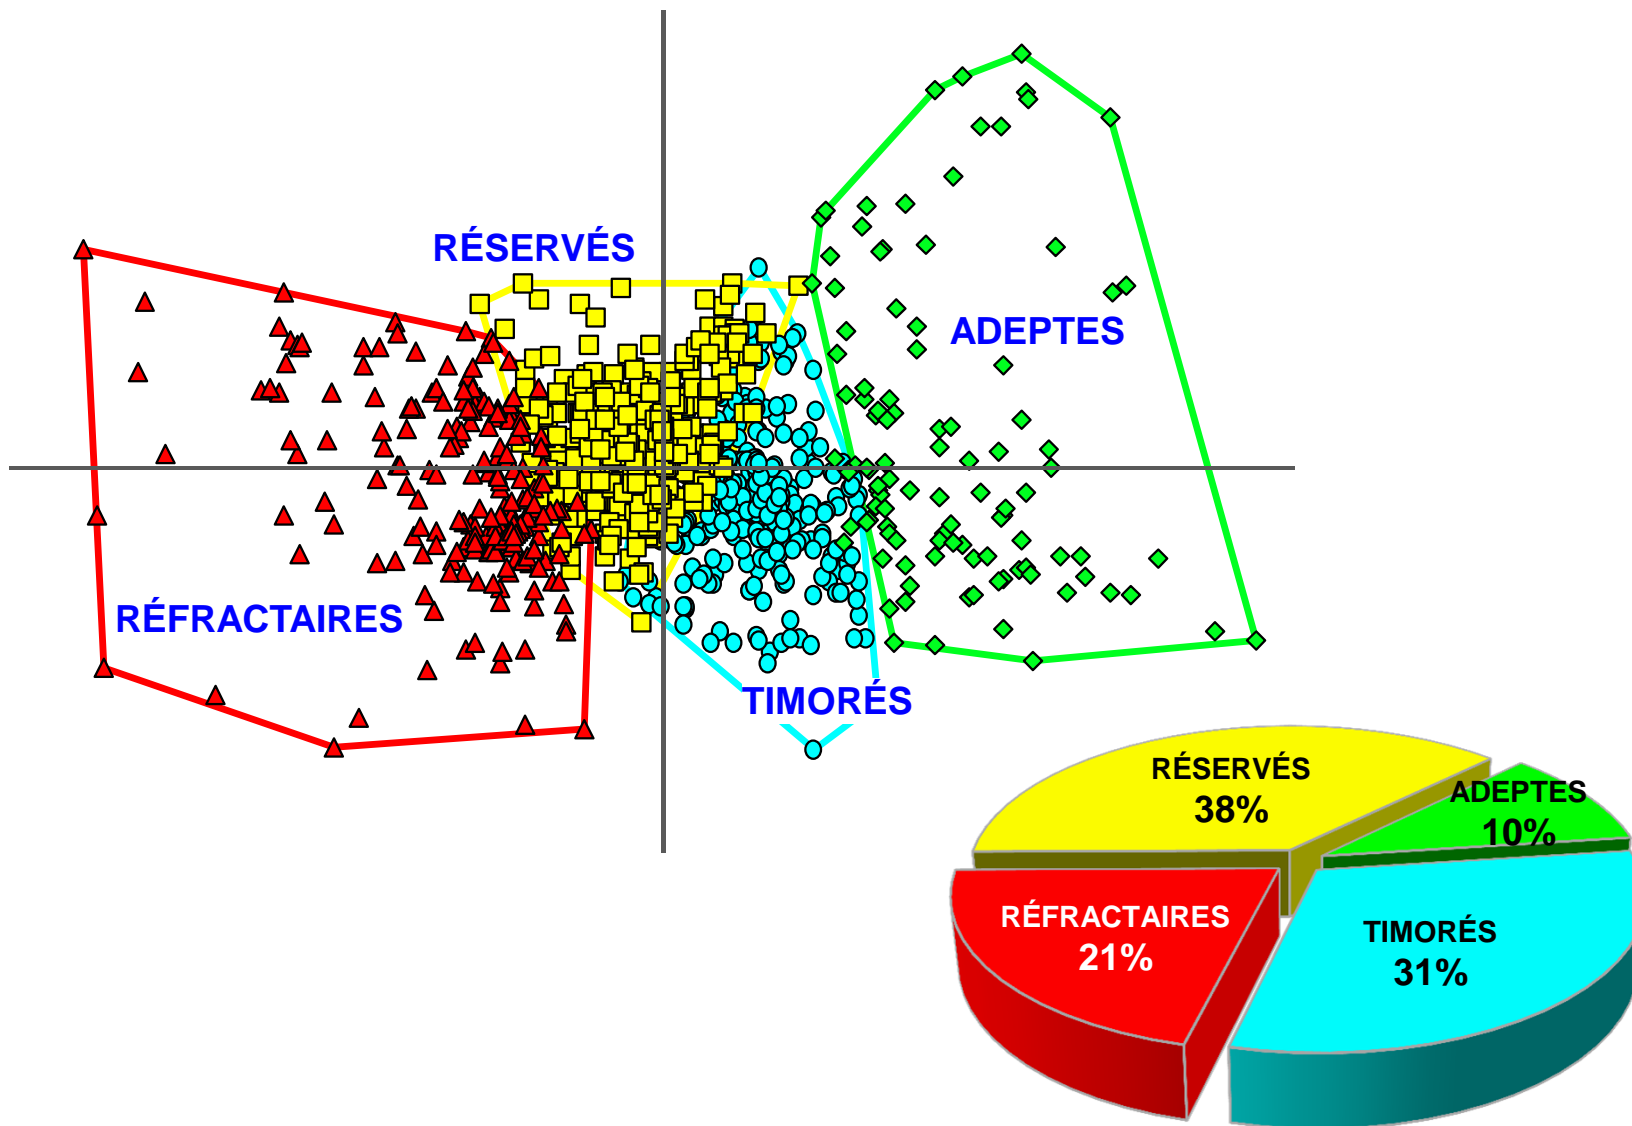 RÉSERVÉS
ADEPTES
RÉFRACTAIRES
TIMORÉS
RÉSERVÉS
38%
ADEPTES
10%
RÉFRACTAIRES
21%
TIMORÉS
31%